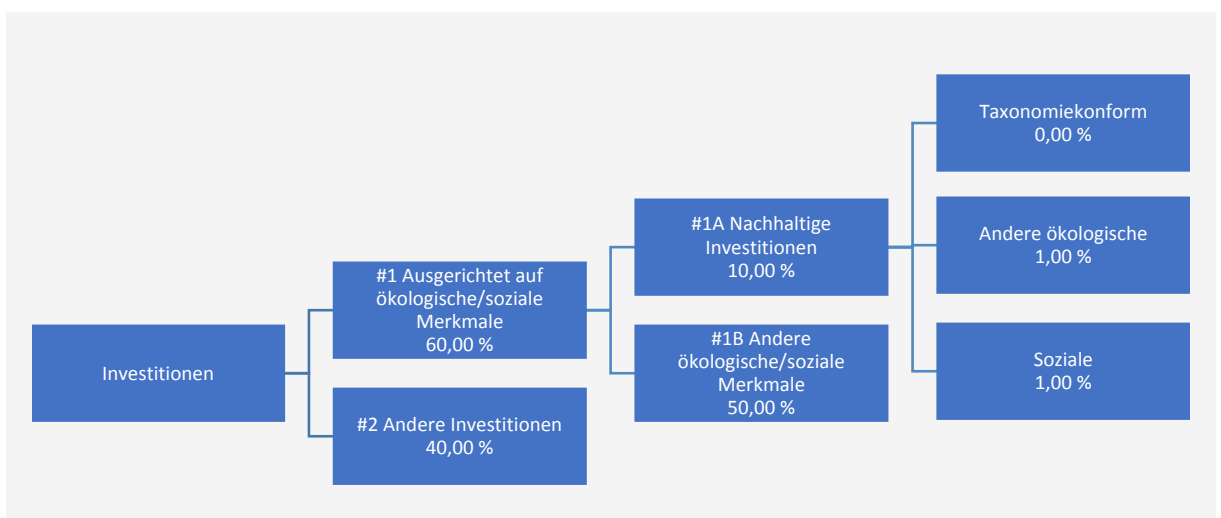 Investitionen
#1 Ausgerichtet auf
ökologische/soziale
Merkmale
60,00 %
#2 Andere Investitionen
40,00 %
#1A Nachhaltige
Investitionen
10,00 %
#1B Andere
ökologische/soziale
Merkmale
50,00 %
Taxonomiekonform
0,00 %
Andere ökologische
1,00 %
Soziale
1,00 %